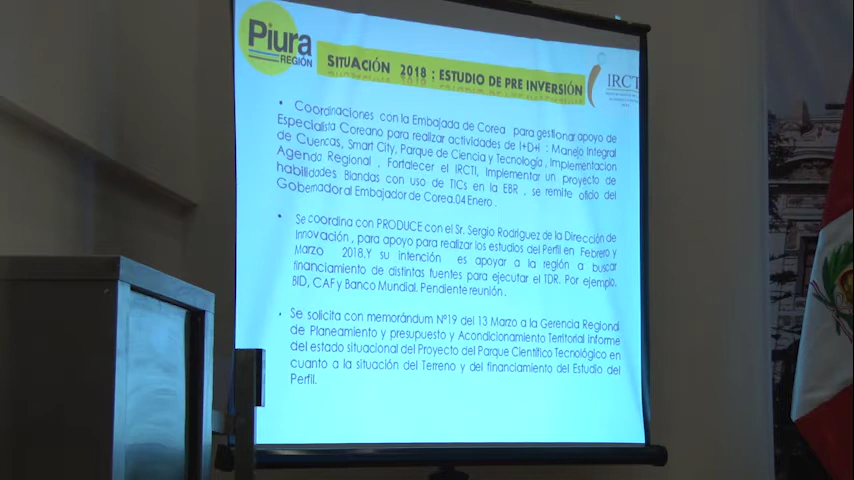 Piura
REGIÓN
SITUACIÓN 2018 : ESTUDIO DE PRE INVERSIÓN
IRCT
• Coordinaciones con la Embajada de Corea para gestionar apoyo de
Especialista Coreano para realizar actividades de I+D+i : Manejo Integral
de Cuencas, Smart City, Parque de Ciencia y Tecnología, Implementacion
Agenda Regional , Fortalecer el IRCTI, Implementar un proyecto de
habilidades Blandas con uso de TICs en la EBR , se remite oficio del
Gobernador al Embajador de Corea.04 Enero .
• Se coordina con PRODUCE con el Sr. Sergio Rodriguez de la Dirección de
Innovación , para apoyo para realizar los estudios del Perfil en Febrero y
Marzo 2018.Y su intención es apoyar a la región a buscar
financiamiento de distintas fuentes para ejecutar el TDR. Por ejemplo,
BID, CAF y Banco Mundial. Pendiente reunión .
• Se solicita con memorándum Nº19 del 13 Marzo a la Gerencia Regional
de Planeamiento y presupuesto y Acondicionamiento Territorial informe
del estado situacional del Proyecto del Parque Científico Tecnológico en
cuanto a la situación del Terreno y del financiamiento del Estudio del
Perfil.